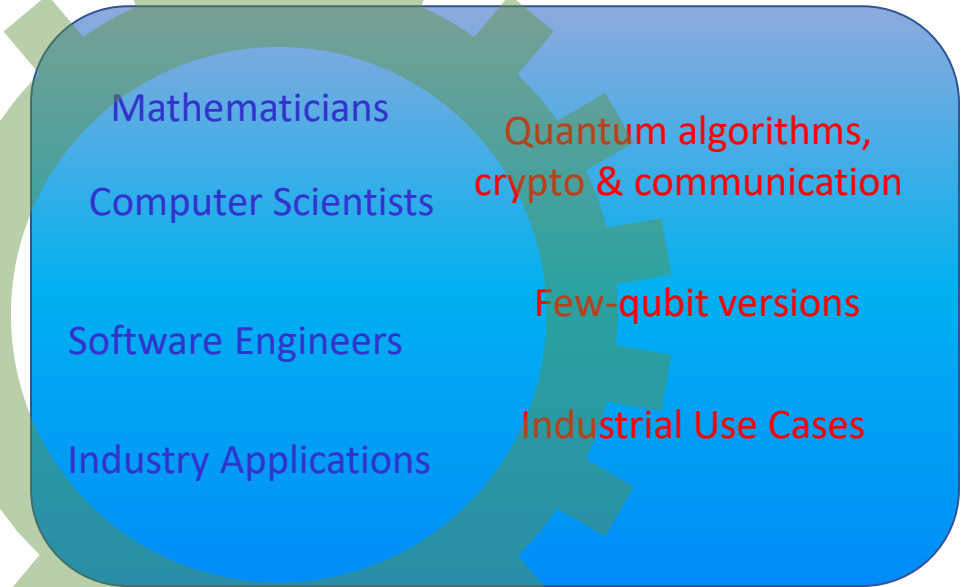 Mathematicians
Computer Scientists
Software Engineers
Industry Applications
Quantum algorithms,
crypto & communication
Few-qubit versions
Industrial Use Cases